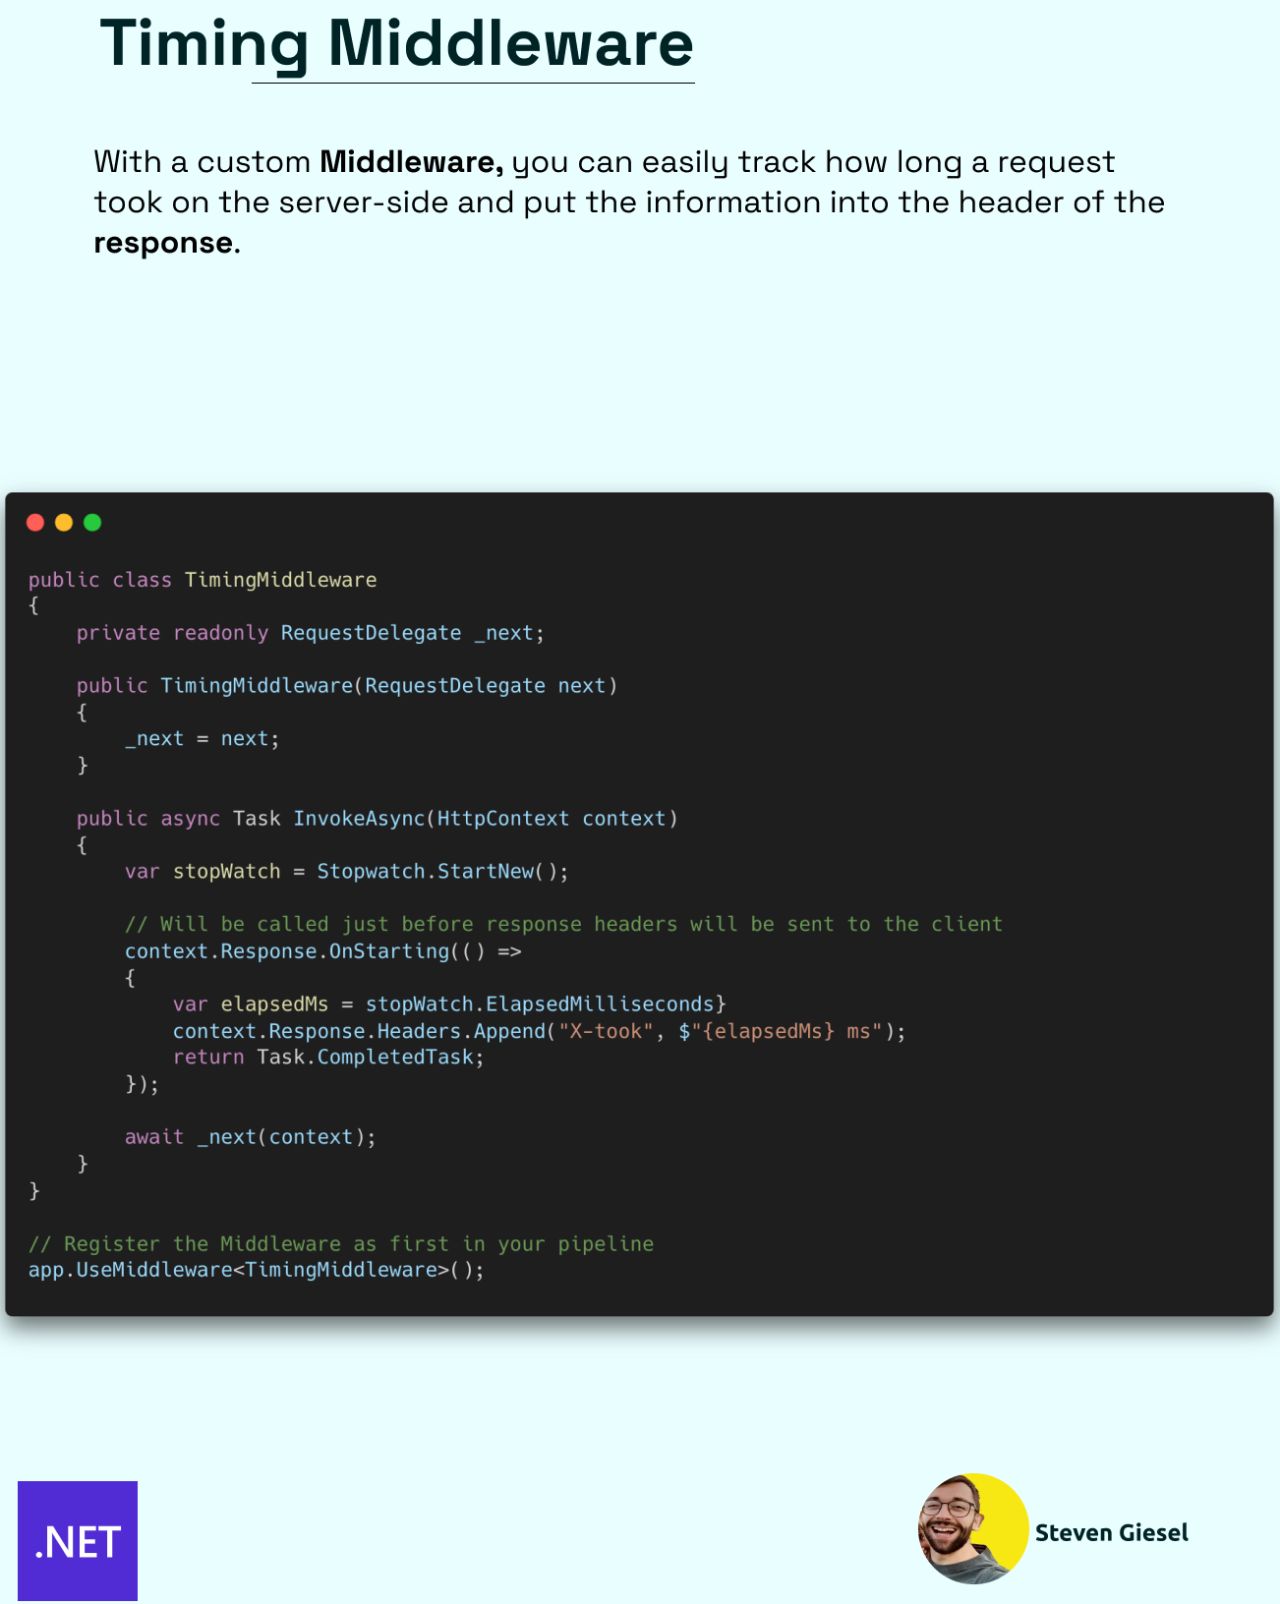 Timing Middleware
With a custom Middleware, you can easily track how long a request
took on the server-side and put the information into the header of the
response.
public class TimingMiddleware
{
    private readonly RequestDelegate _next;
    public TimingMiddleware(RequestDelegate next)
    {
        _next = next;
    }
    public async Task InvokeAsync(HttpContext context)
    {
        var stopWatch = Stopwatch.StartNew();
        // Will be called just before response headers will be sent to the client
        context.Response.OnStarting(() =>
        {
            var elapsedMs = stopWatch.ElapsedMilliseconds}
            context.Response.Headers.Append("X-took", $"{elapsedMs} ms");
            return Task.CompletedTask;
        });
        await _next(context);
    }
}
// Register the Middleware as first in your pipeline
app.UseMiddleware<TimingMiddleware>();
.NET
Steven Giesel